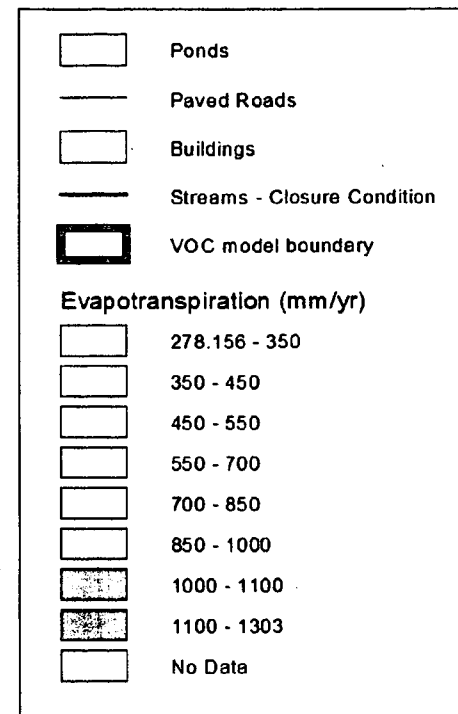 Ponds
Paved Roads
Buildings
Streams - Closure Condition
VOC model boundary
Evapotranspiration (mm/yr)
278.156 - 350
350 - 450
450 - 550
550 - 700
700 - 850
850 - 1000
1000 - 1100
1100 - 1303
No Data